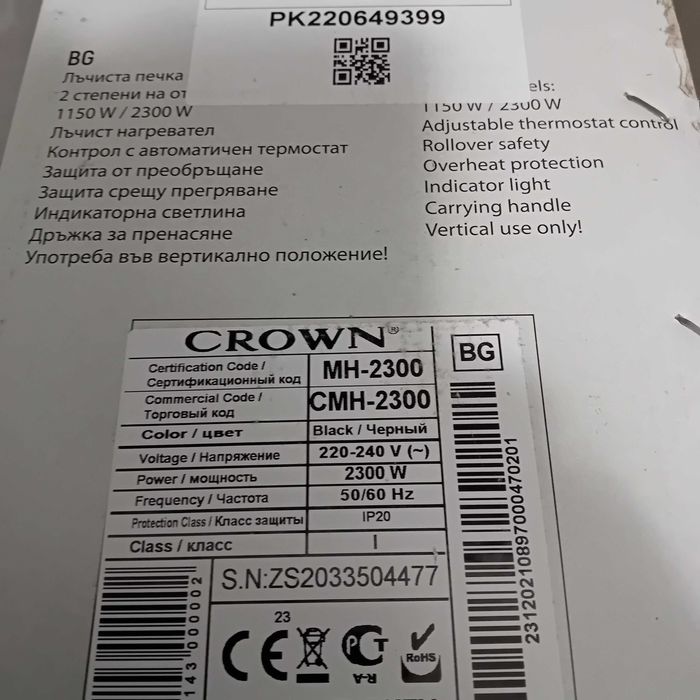 PK220649399
BG
Лъчиста печка
2 степени на от
1150 W / 2300 W
Лъчист нагревател
Контрол с автоматичен термостат
Защита от преобръщане
Защита срещу прегряване
Индикаторна светлина
Дръжка за пренасяне
Употреба във вертикално положение!
els:
1150 W / 2300 W
Adjustable thermostat control
Rollover safety
Overheat protection
Indicator light
Carrying handle
Vertical use only!
CROWN®
BG
Certification Code / Сертификационный код MH-2300
Commercial Code / Торговый код CMH-2300
Color / цвет Black / Черный
Voltage / Напряжение 220-240 V (~)
Power / мощность 2300 W
Frequency / Частота 50/60 Hz
Protection Class / Класс защиты IP20
Class / класс I
S.N:ZS2033504477
23
CE
РСТ
R-A
RoHS
143 000002
23120210897000470201